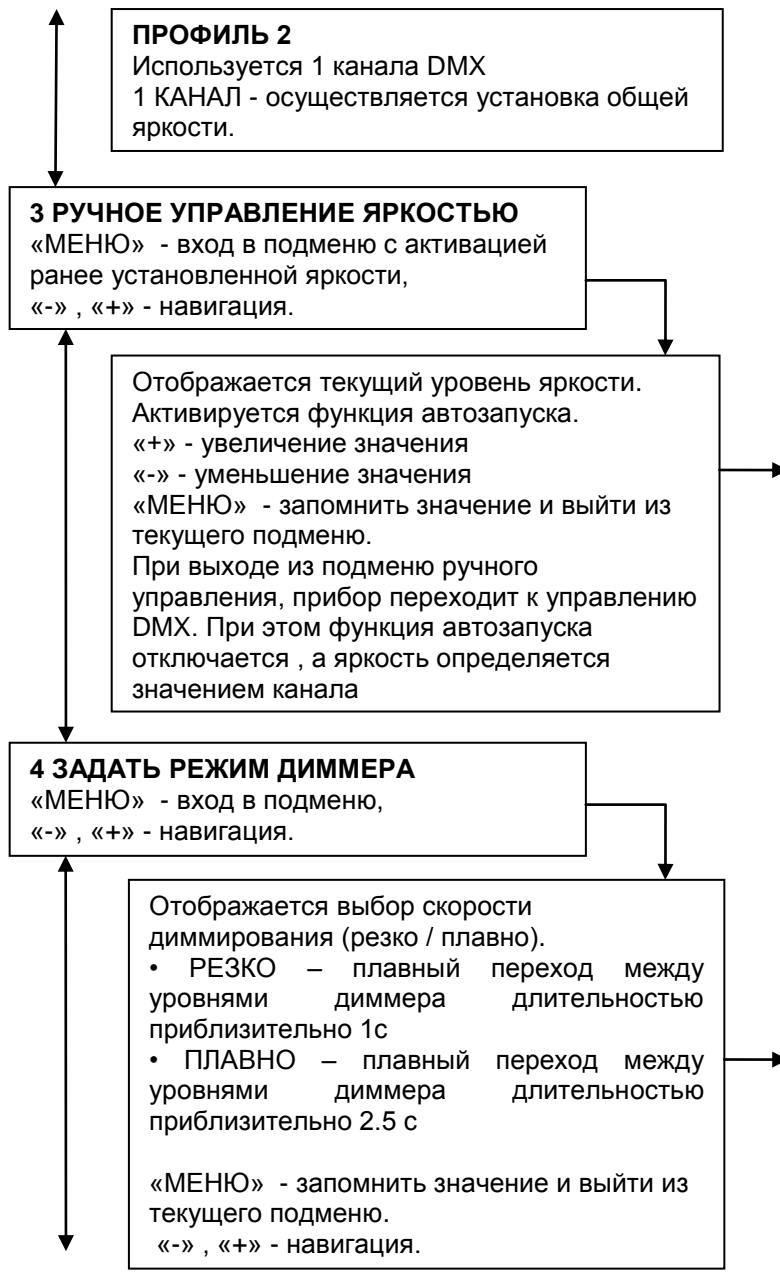 ПРОФИЛЬ 2
Используется 1 канала DMX
1 КАНАЛ - осуществляется установка общей
яркости.
3 РУЧНОЕ УПРАВЛЕНИЕ ЯРКОСТЬЮ
«МЕНЮ»  - вход в подменю с активацией
ранее установленной яркости,
«-» , «+» - навигация.
Отображается текущий уровень яркости.
Активируется функция автозапуска.
«+» - увеличение значения
«-» - уменьшение значения
«МЕНЮ»  - запомнить значение и выйти из
текущего подменю.
При выходе из подменю ручного
управления, прибор переходит к управлению
DMX. При этом функция автозапуска
отключается , а яркость определяется
значением канала
4 ЗАДАТЬ РЕЖИМ ДИММЕРА
«МЕНЮ»  - вход в подменю,
«-» , «+» - навигация.
Отображается выбор скорости
диммирования (резко / плавно).
• РЕЗКО – плавный переход между
уровнями диммера длительностью
приблизительно 1с
• ПЛАВНО – плавный переход между
уровнями диммера длительностью
приблизительно 2.5 с
«МЕНЮ»  - запомнить значение и выйти из
текущего подменю.
«-» , «+» - навигация.